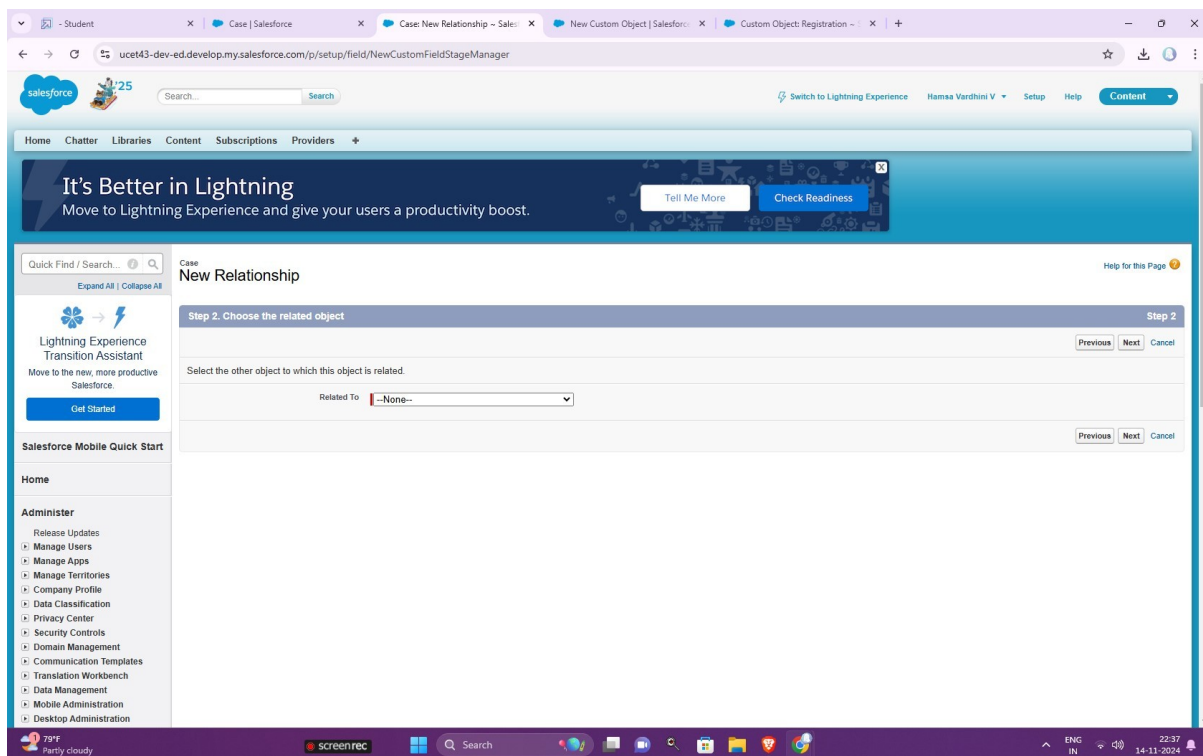 - Student
Case | Salesforce
Case: New Relationship ~ Sales
New Custom Object | Salesforce
Custom Object: Registration ~
ucet43-dev-ed.develop.my.salesforce.com/p/setup/field/NewCustomFieldStageManager
salesforce
'25
Search...
Search
Switch to Lightning Experience
Hamsa Vardhini V
Setup
Help
Content
Home Chatter Libraries Content Subscriptions Providers +
It's Better in Lightning
Move to Lightning Experience and give your users a productivity boost.
Tell Me More
Check Readiness
X
Quick Find / Search...
Expand All | Collapse All
Lightning Experience
Transition Assistant
Move to the new, more productive
Salesforce.
Get Started
Salesforce Mobile Quick Start
Home
Administer
Release Updates
Manage Users
Manage Apps
Manage Territories
Company Profile
Data Classification
Privacy Center
Security Controls
Domain Management
Communication Templates
Translation Workbench
Data Management
Mobile Administration
Desktop Administration
Case
New Relationship
Help for this Page
Step 2. Choose the related object
Step 2
Previous Next Cancel
Select the other object to which this object is related.
Related To
--None--
Previous Next Cancel
1
79°F
Partly cloudy
screenrec
Search
ENG
IN
22:37
14-11-2024